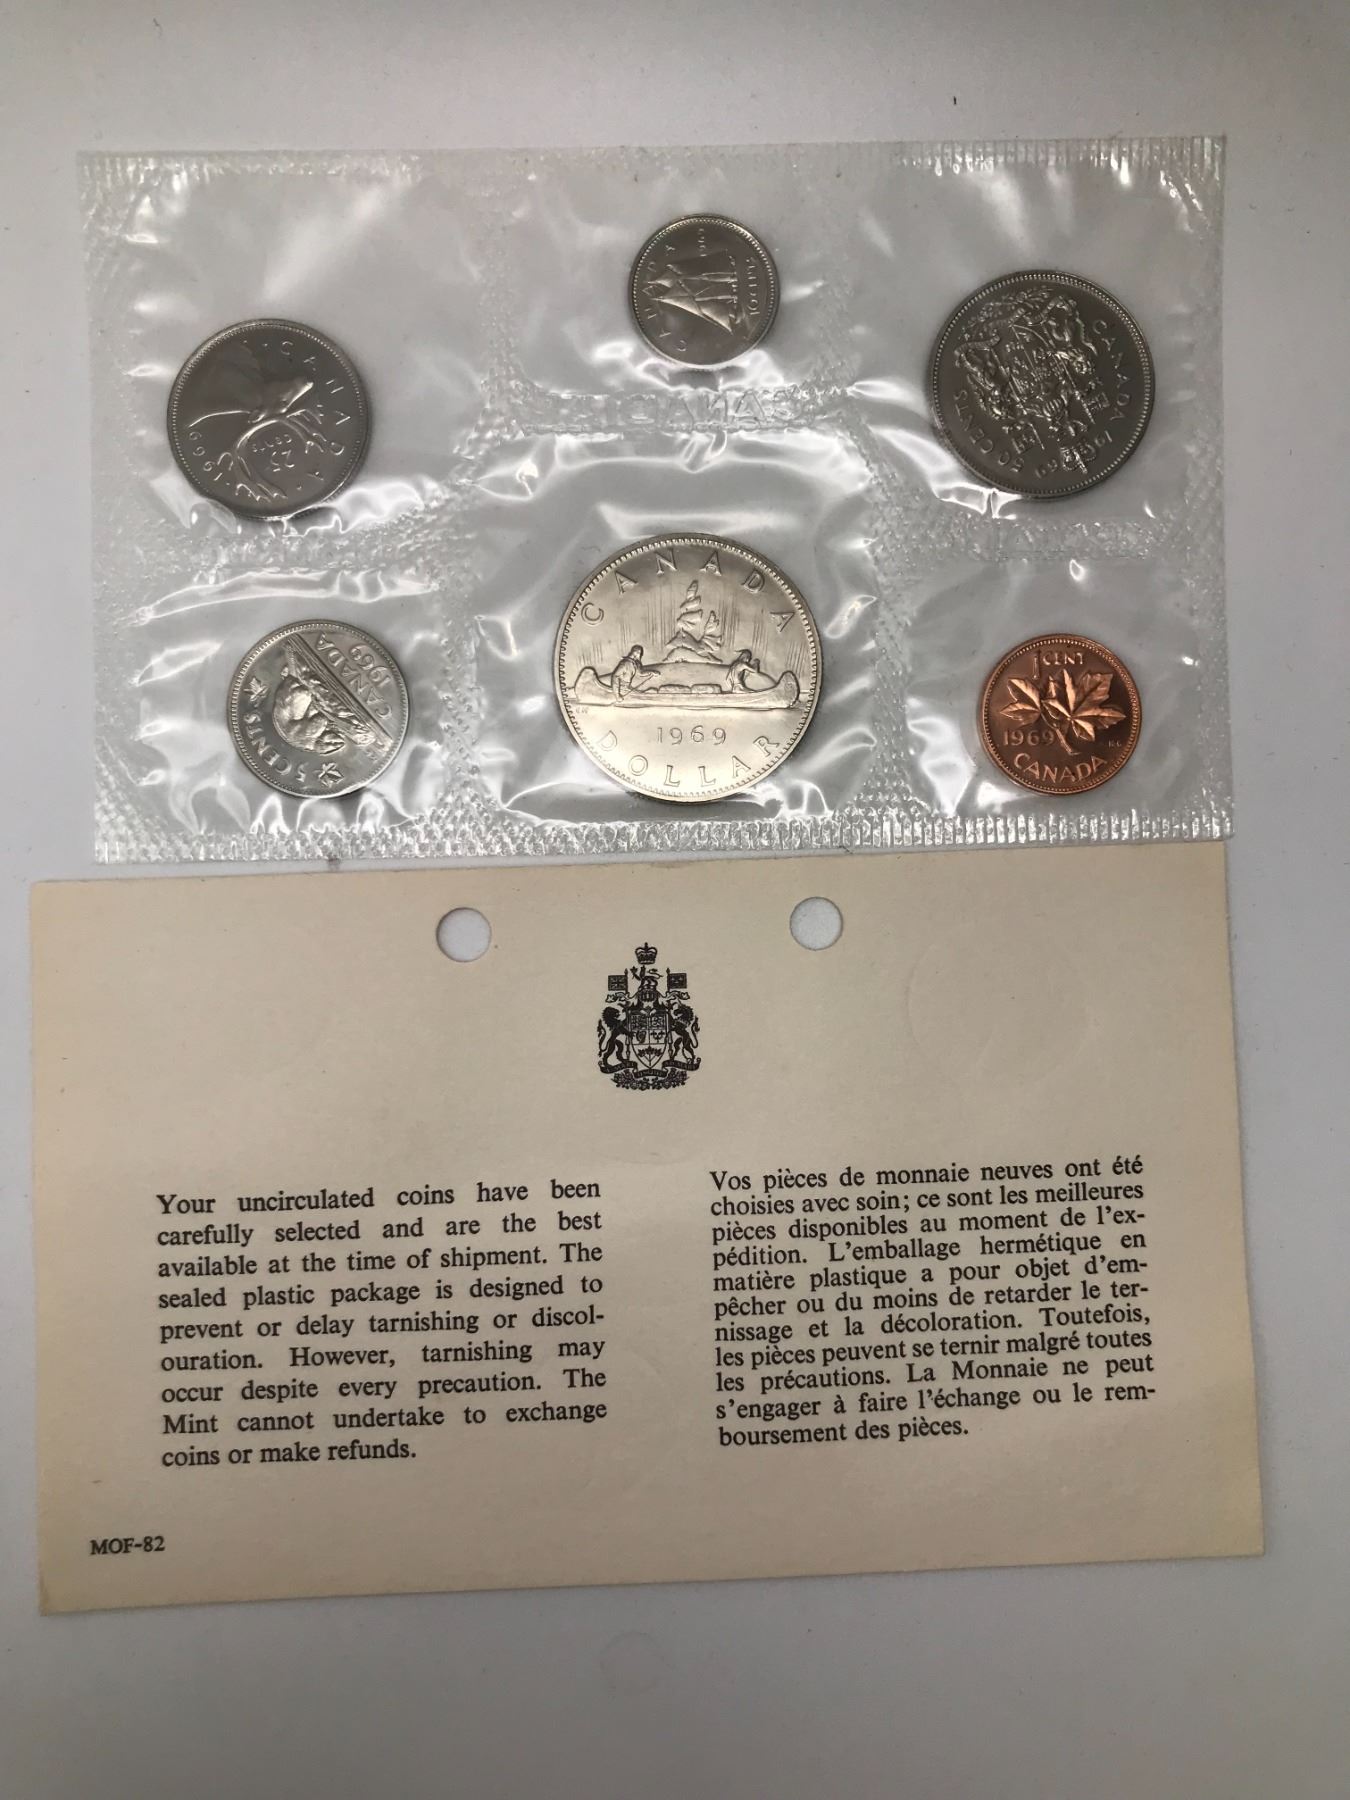 CANADA
10 CENTS
CANADA
CANADA
25
CENTS
1969
CANADA
50 CENTS
1969
CANADA
1969
5 CENTS
CANADA
1969
DOLLAR
1 CENT
1969
CANADA
Your uncirculated coins have been
carefully selected and are the best
available at the time of shipment. The
sealed plastic package is designed to
prevent or delay tarnishing or discol-
ouration. However, tarnishing may
occur despite every precaution. The
Mint cannot undertake to exchange
coins or make refunds.
Vos pièces de monnaie neuves ont été
choisies avec soin; ce sont les meilleures
pièces disponibles au moment de l'ex-
pédition. L'emballage hermétique en
matière plastique a pour objet d'em-
pêcher ou du moins de retarder le ter-
nissage et la décoloration. Toutefois,
les pièces peuvent se ternir malgré toutes
les précautions. La Monnaie ne peut
s'engager à faire l'échange ou le rem-
boursement des pièces.
MOF-82